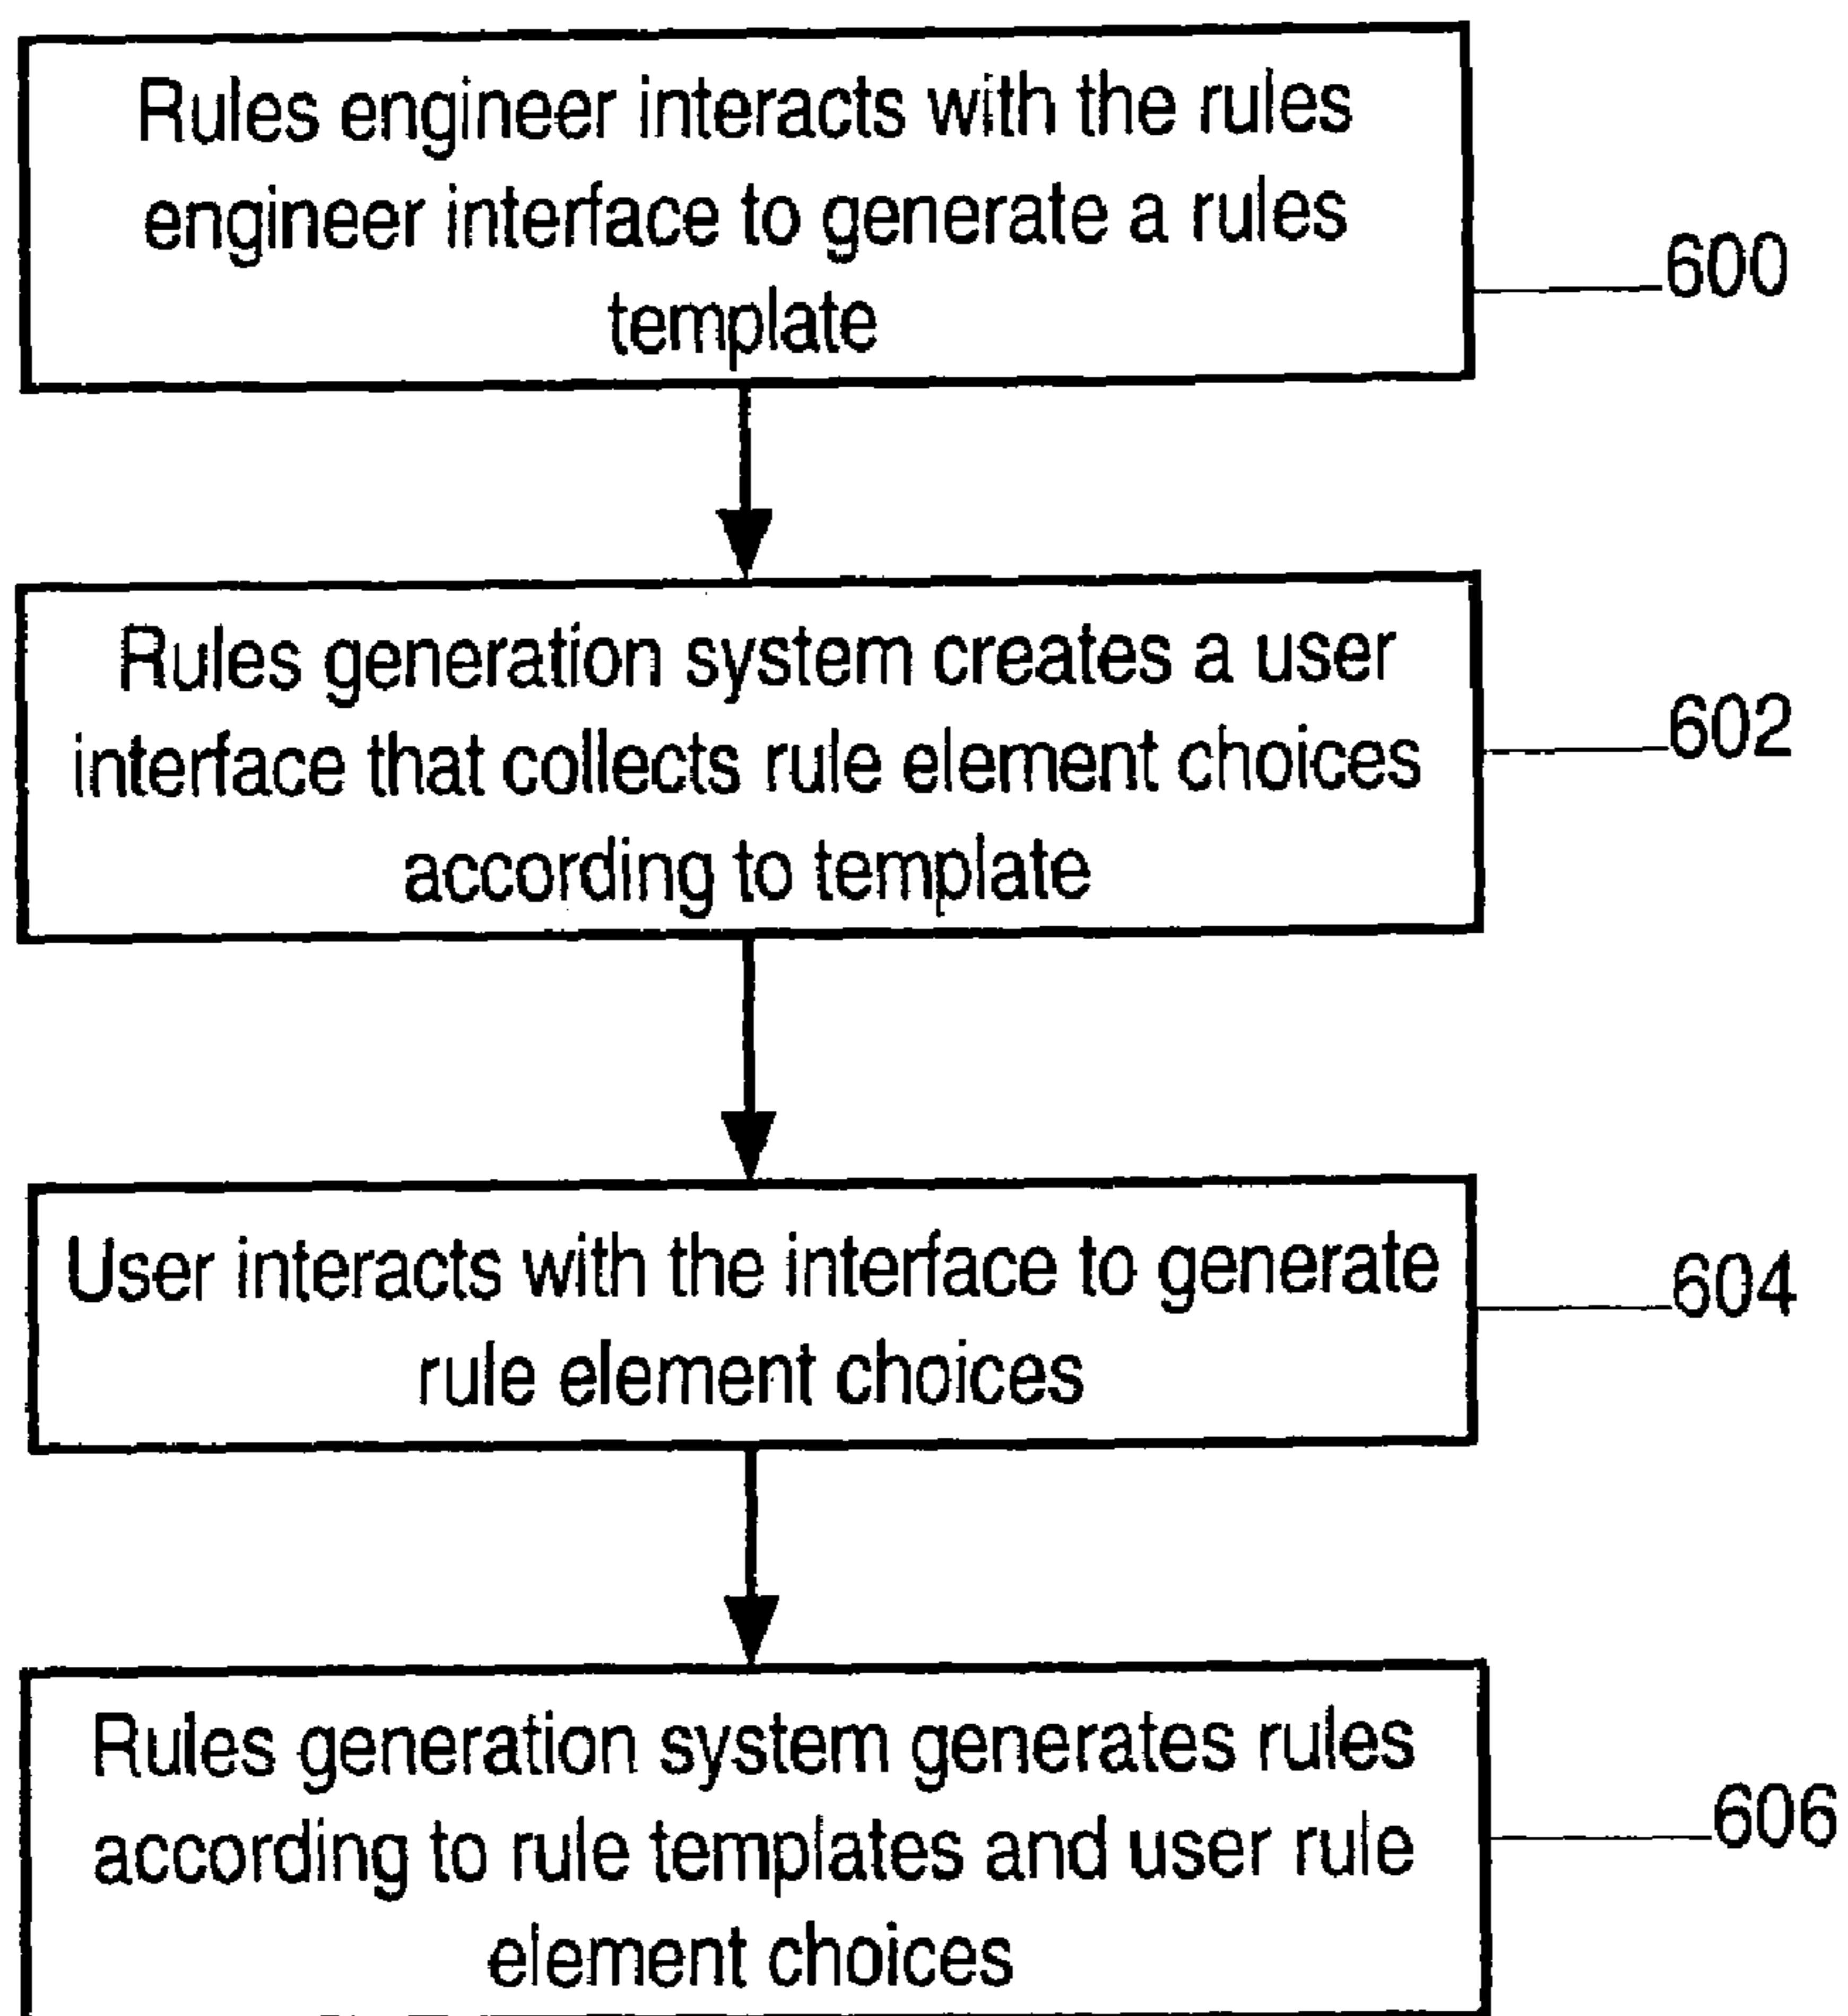 Rules engineer interacts with the rules
engineer interface to generate a rules
template
600
Rules generation system creates a user
interface that collects rule element choices
according to template
602
User interacts with the interface to generate
rule element choices
604
Rules generation system generates rules
according to rule templates and user rule
element choices
606